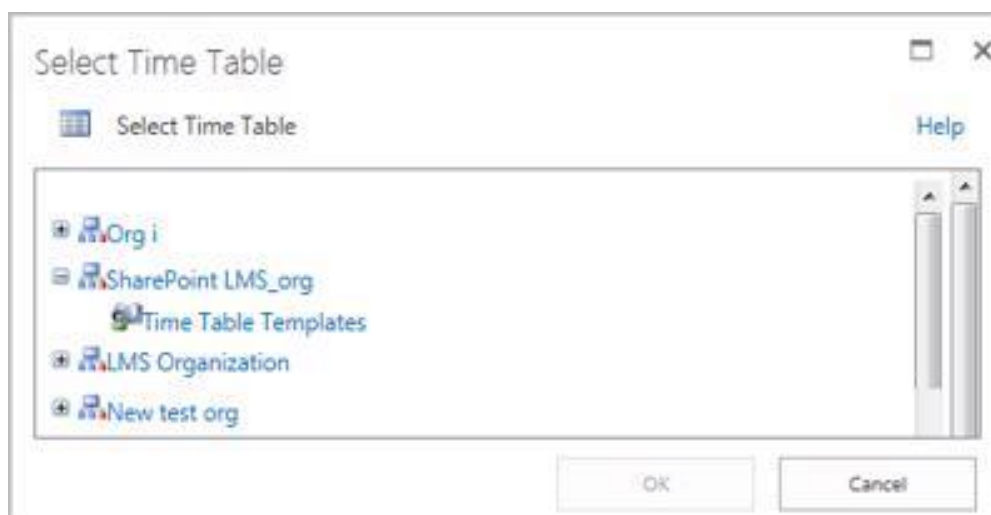 Select Time Table
Select Time Table Help
Org i
SharePoint LMS_org
Time Table Templates
LMS Organization
New test org
OK Cancel